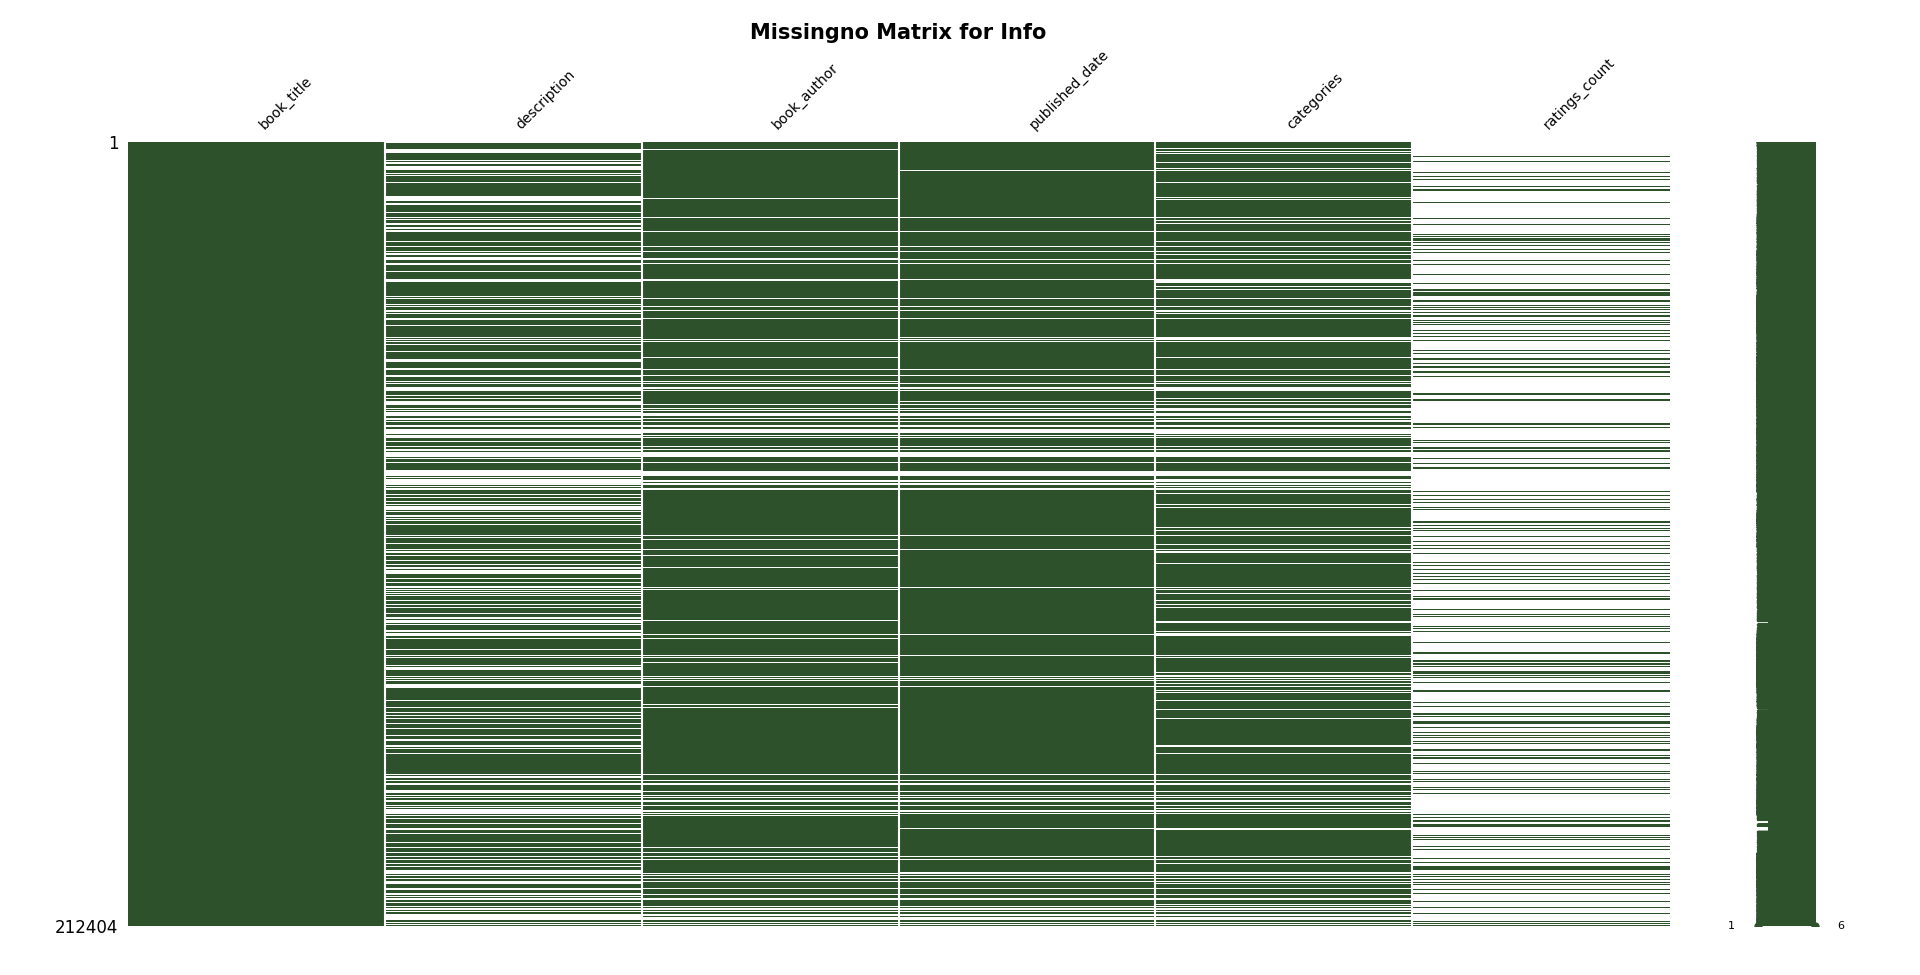 Missingno Matrix for Info
book_title
description
book_author
published_date
categories
ratings_count
1
212404
1
6